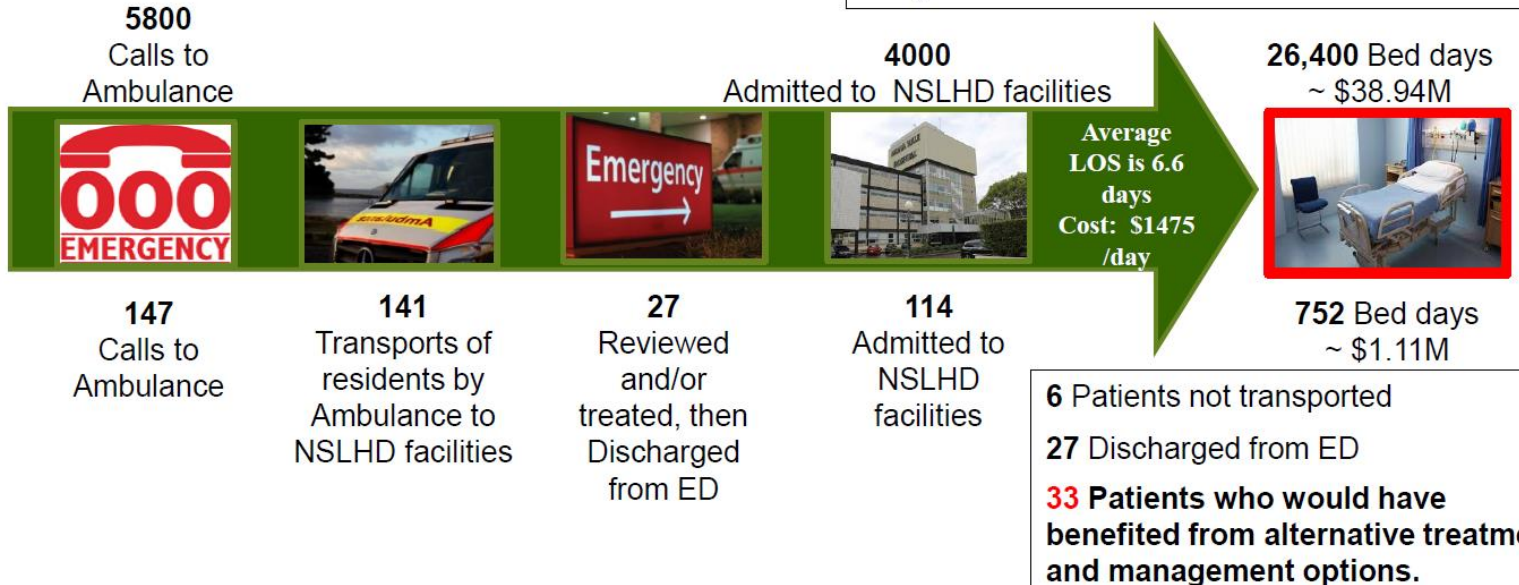 5800
Calls to
Ambulance
4000
Admitted to NSLHD facilities
26,400 Bed days
~ $38.94M
000
EMERGENCY
Ambulance
Emergency
Average
LOS is 6.6
days
Cost: $1475
/day
147
Calls to
Ambulance
141
Transports of
residents by
Ambulance to
NSLHD facilities
27
Reviewed
and/or
treated, then
Discharged
from ED
114
Admitted to
NSLHD
facilities
752 Bed days
~ $1.11M
6 Patients not transported
27 Discharged from ED
33 Patients who would have
benefited from alternative treatme
and management options.